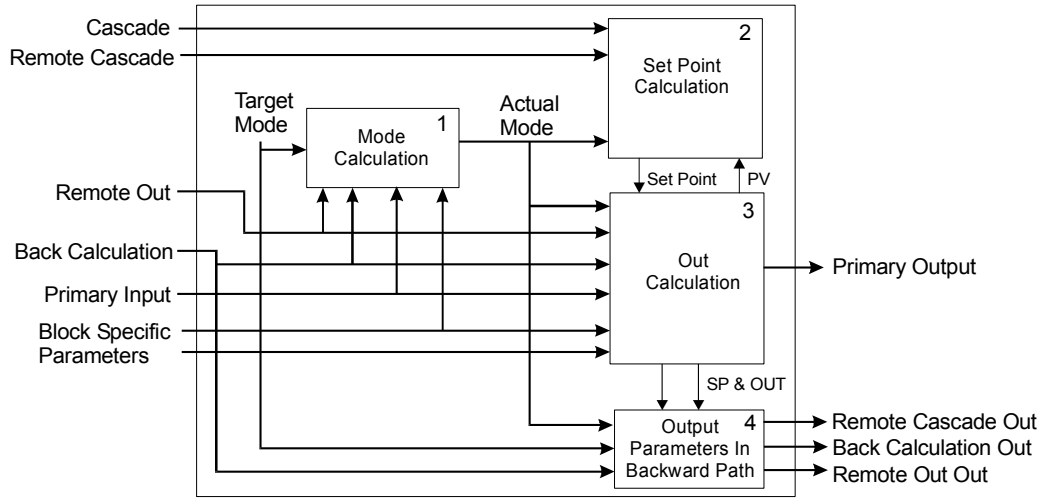 Cascade
Remote Cascade
2
Set Point
Calculation
Target
Mode
1
Mode
Calculation
Actual
Mode
Set Point
PV
Remote Out
3
Back Calculation
Out
Calculation
Primary Output
Primary Input
Block Specific
Parameters
SP & OUT
4
Output
Parameters In
Backward Path
Remote Cascade Out
Back Calculation Out
Remote Out Out